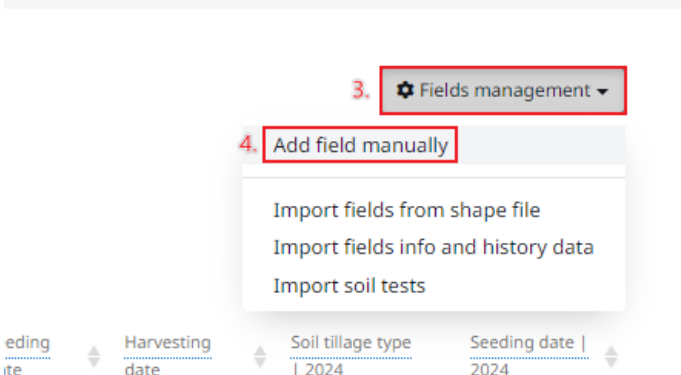 3. Fields management
4. Add field manually
Import fields from shape file
Import fields info and history data
Import soil tests
eding Harvesting Soil tillage type Seeding date |
date | 2024 2024